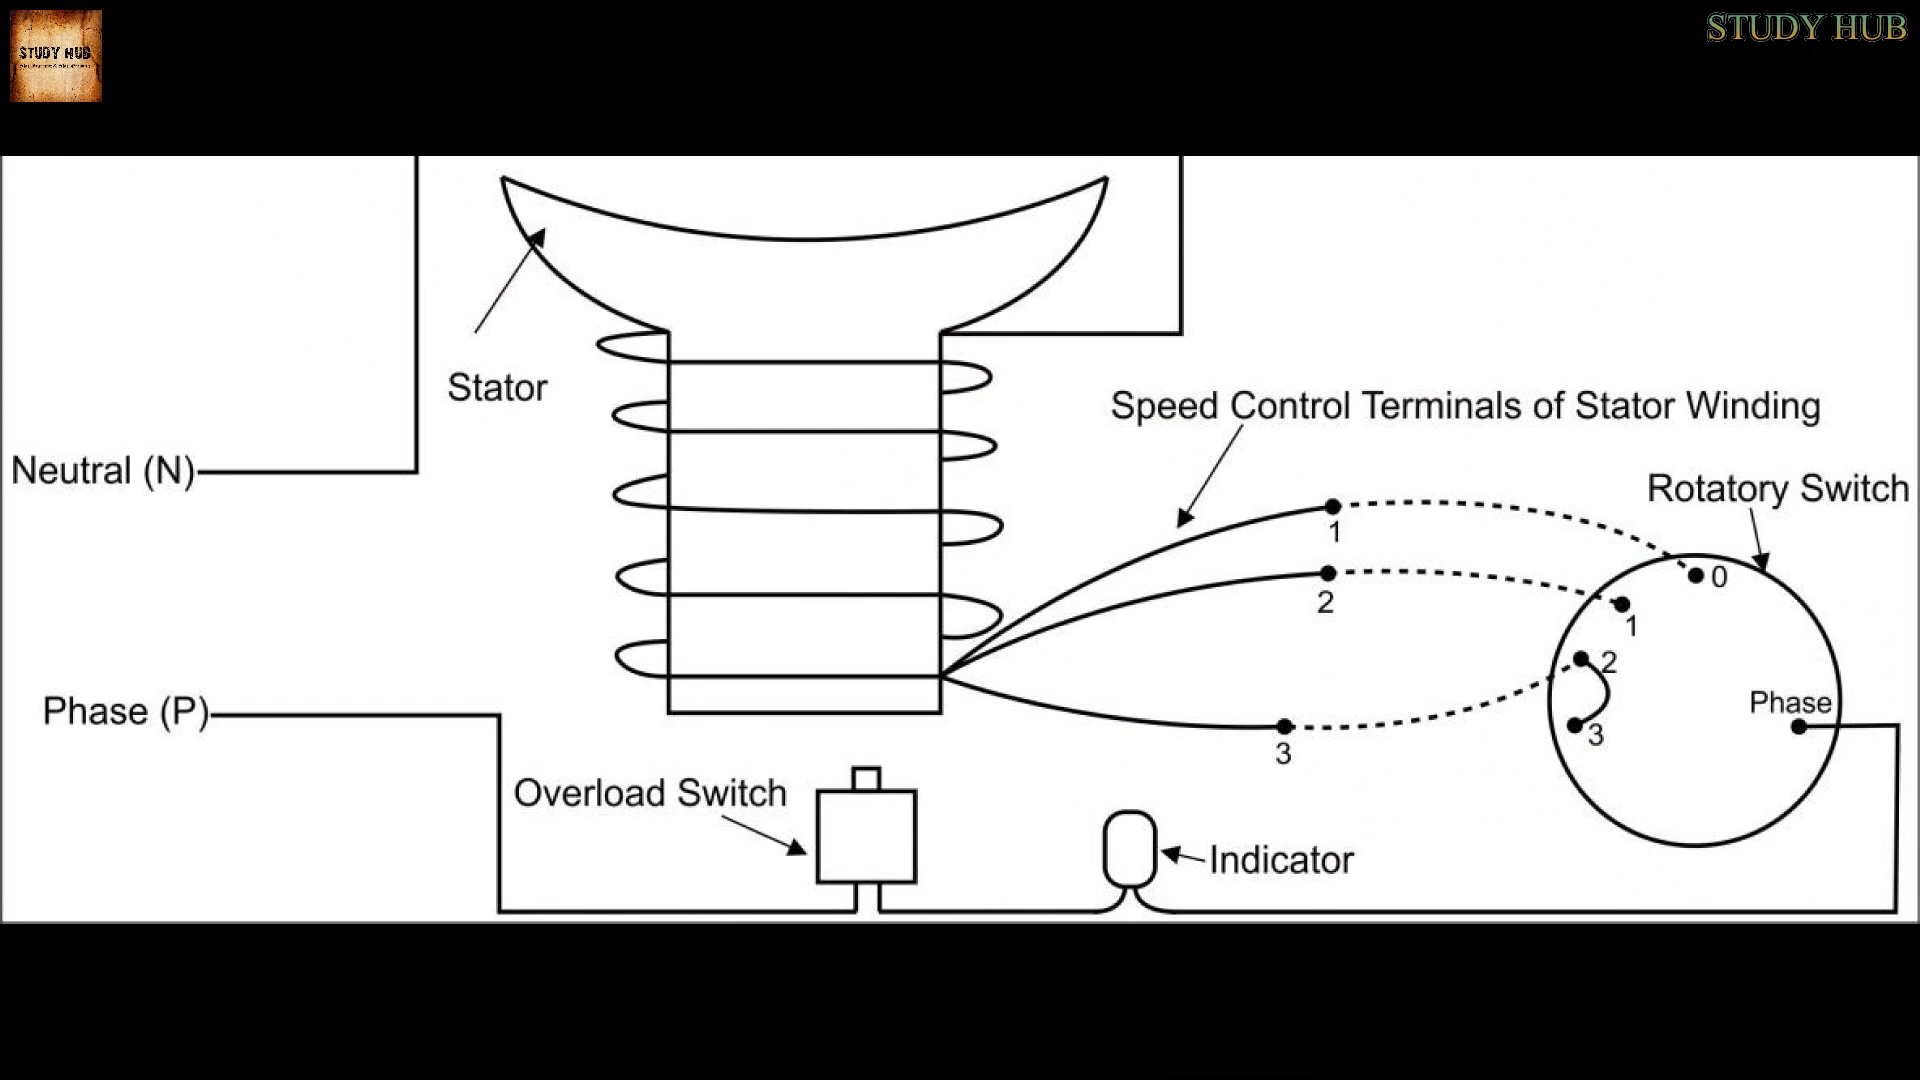 STUDY HUB
STUDY HUB
Stator
Speed Control Terminals of Stator Winding
Neutral (N)
Rotatory Switch
1
2
3
0
1
2
3
Phase
Phase (P)
Overload Switch
Indicator